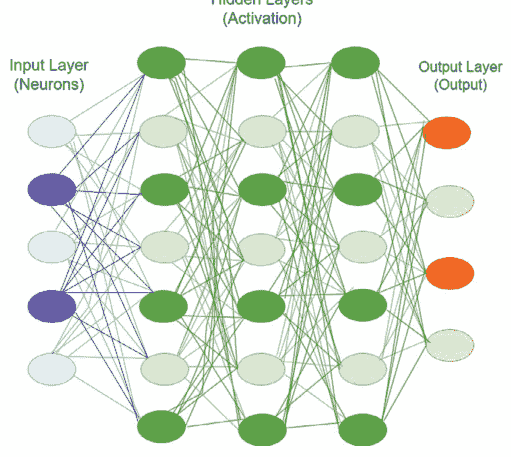 Hidden Layers
(Activation)
Input Layer
(Neurons)
Output Layer
(Output)